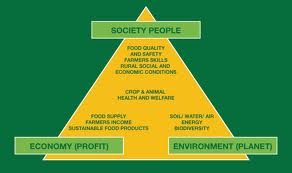 SOCIETY PEOPLE
FOOD QUALITY
AND SAFETY
FARMERS SKILLS
RURAL SOCIAL AND
ECONOMIC CONDITIONS
CROP & ANIMAL
HEALTH AND WELFARE
FOOD SUPPLY
FARMERS INCOME
SUSTAINABLE FOOD PRODUCTS
SOIL/ WATER/ AIR
ENERGY
BIODIVERSITY
ECONOMY (PROFIT)
ENVIRONMENT (PLANET)